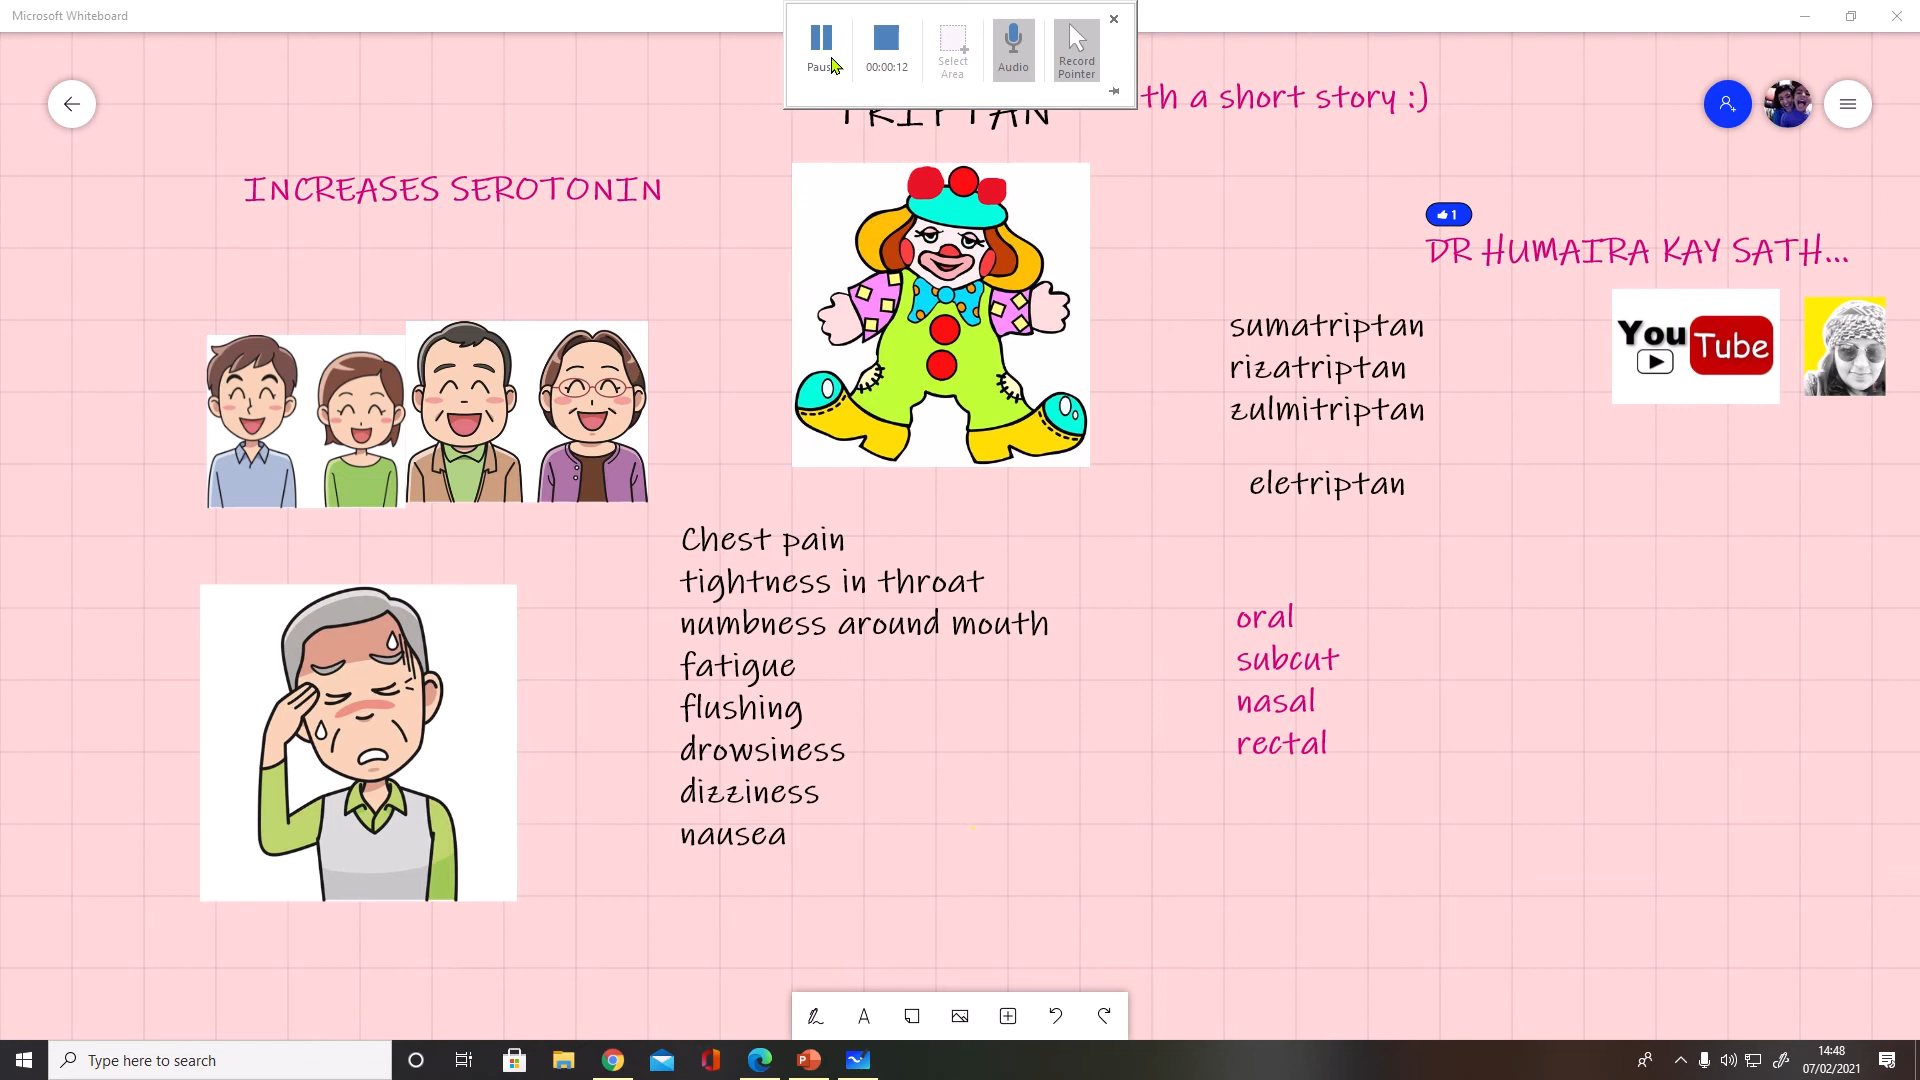 Microsoft Whiteboard
00:00:12
Select
Area
Audio
Record
Pointer
TRIPTAN
th a short story :)
INCREASES SEROTONIN
1
DR HUMAIRA KAY SATH...
You
Tube
sumatriptan
rizatriptan
zulmitriptan
eletriptan
Chest pain
tightness in throat
numbness around mouth
fatigue
flushing
drowsiness
dizziness
nausea
oral
subcut
nasal
rectal
Type here to search
14:48
07/02/2021